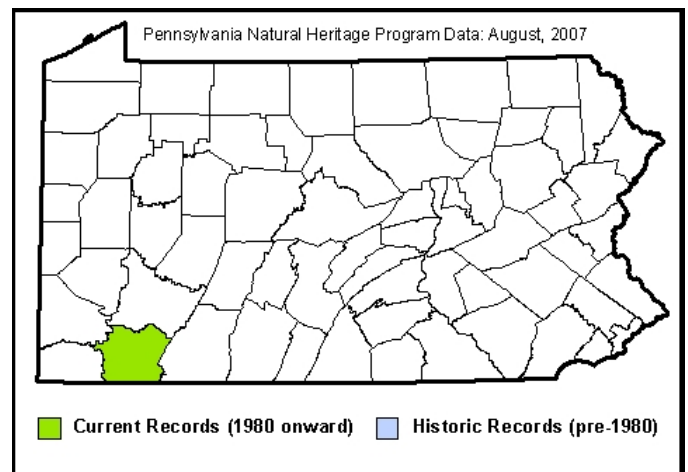 Pennsylvania Natural Heritage Program Data: August, 2007
Current Records (1980 onward) Historic Records (pre-1980)